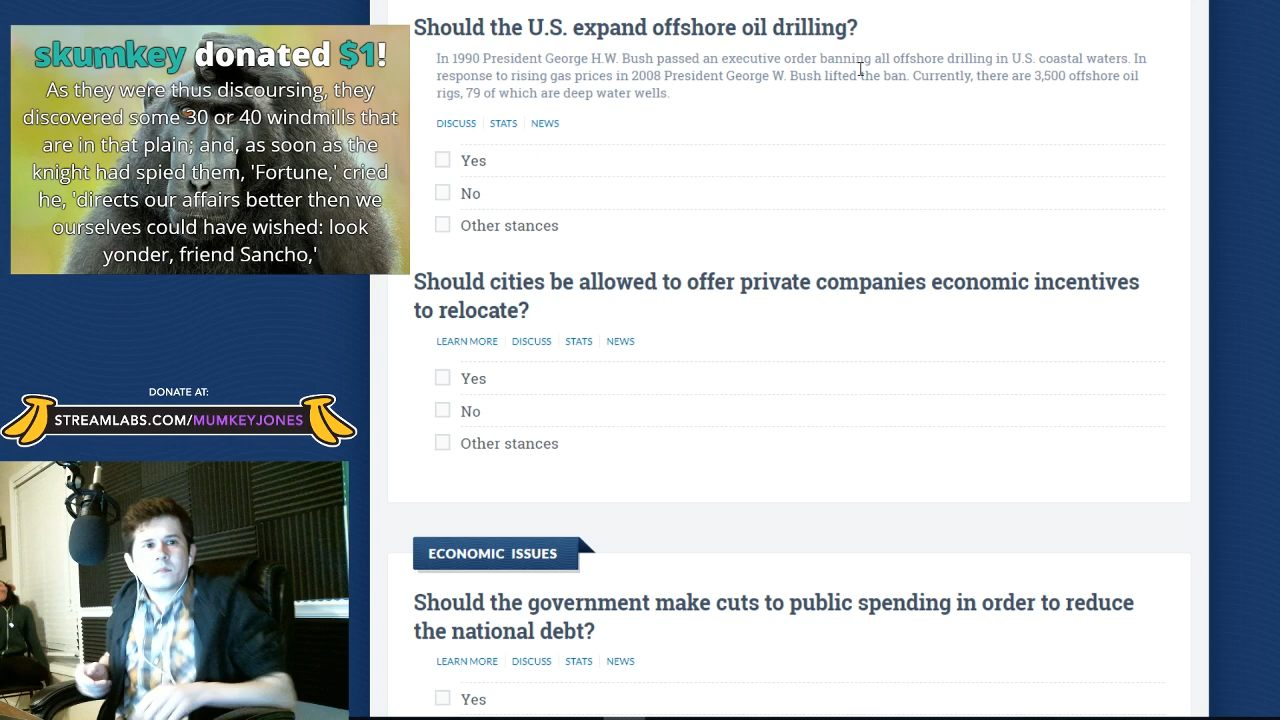 skumkey donated $1!
As they were thus discoursing, they
discovered some 30 or 40 windmills that
are in that plain; and, as soon as the
knight had spied them, 'Fortune,' cried
he, 'directs our affairs better then we
ourselves could have wished: look
yonder, friend Sancho,'
DONATE AT:
STREAMLABS.COM/MUMKEYJONES
Should the U.S. expand offshore oil drilling?
In 1990 President George H.W. Bush passed an executive order banning all offshore drilling in U.S. coastal waters. In
response to rising gas prices in 2008 President George W. Bush lifted the ban. Currently, there are 3,500 offshore oil
rigs, 79 of which are deep water wells.
DISCUSS STATS NEWS
Yes
No
Other stances
Should cities be allowed to offer private companies economic incentives
to relocate?
LEARN MORE DISCUSS STATS NEWS
Yes
No
Other stances
ECONOMIC ISSUES
Should the government make cuts to public spending in order to reduce
the national debt?
LEARN MORE DISCUSS STATS NEWS
Yes